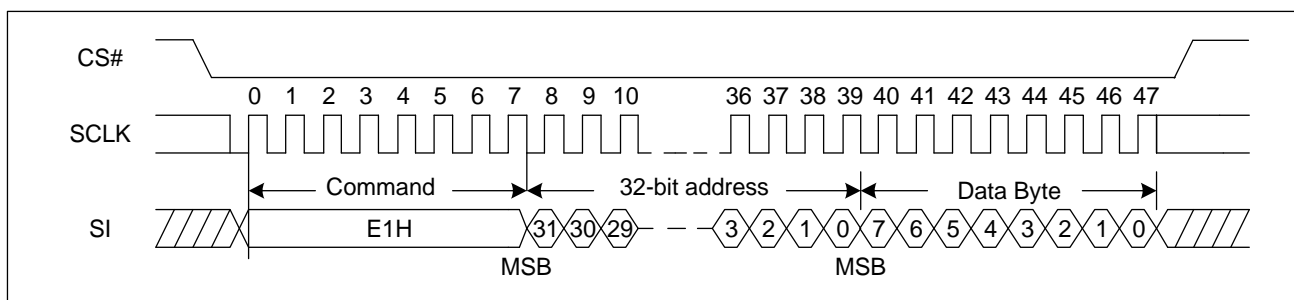 CS#
0 1 2 3 4 5 6 7 8 9 10 36 37 38 39 40 41 42 43 44 45 46 47
SCLK
Command 32-bit address Data Byte
SI E1H 31 30 29 3 2 1 0 7 6 5 4 3 2 1 0
MSB MSB